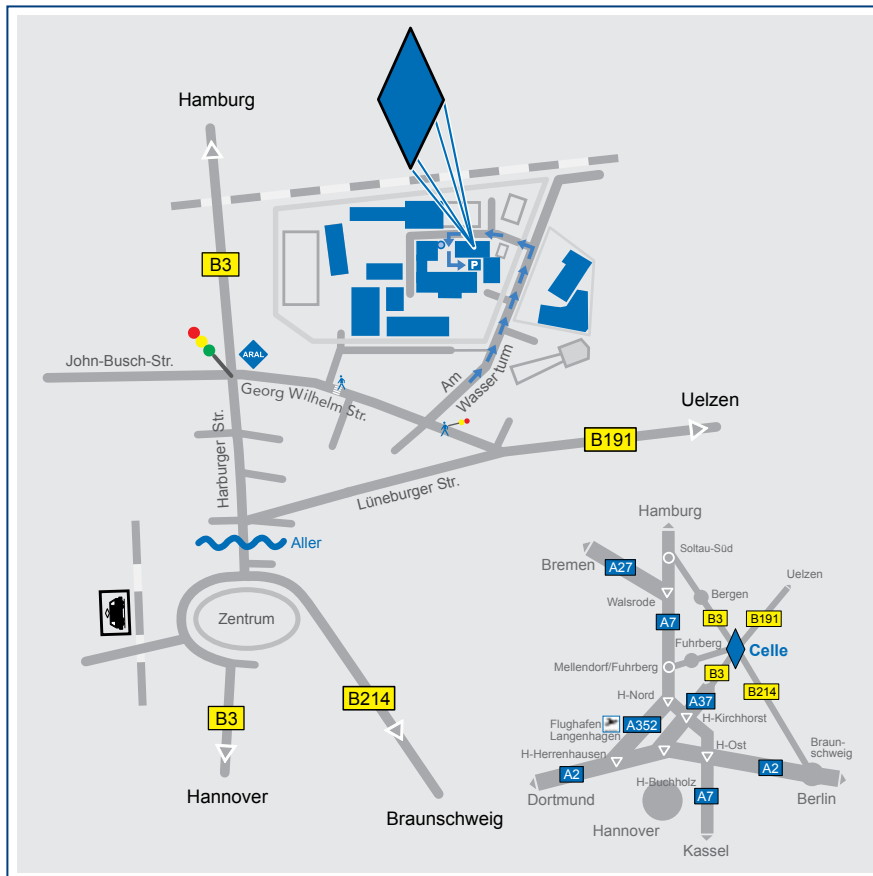 Hamburg
B3
ARAL
P
John-Busch-Str.
Georg Wilhelm Str.
Am
Wasserturm
Uelzen
B191
Harburger Str.
Lüneburger Str.
Aller
Zentrum
B3
B214
Hannover
Braunschweig
Hamburg
Soltau-Süd
Bremen
A27
Uelzen
Walsrode
Bergen
A7
B3
B191
Fuhrberg
Celle
Mellendorf/Fuhrberg
B3
H-Nord
A37
B214
Flughafen
Langenhagen
A352
H-Kirchhorst
H-Herrenhausen
H-Ost
Braun-
schweig
A2
H-Buchholz
A2
Dortmund
A7
Berlin
Hannover
Kassel